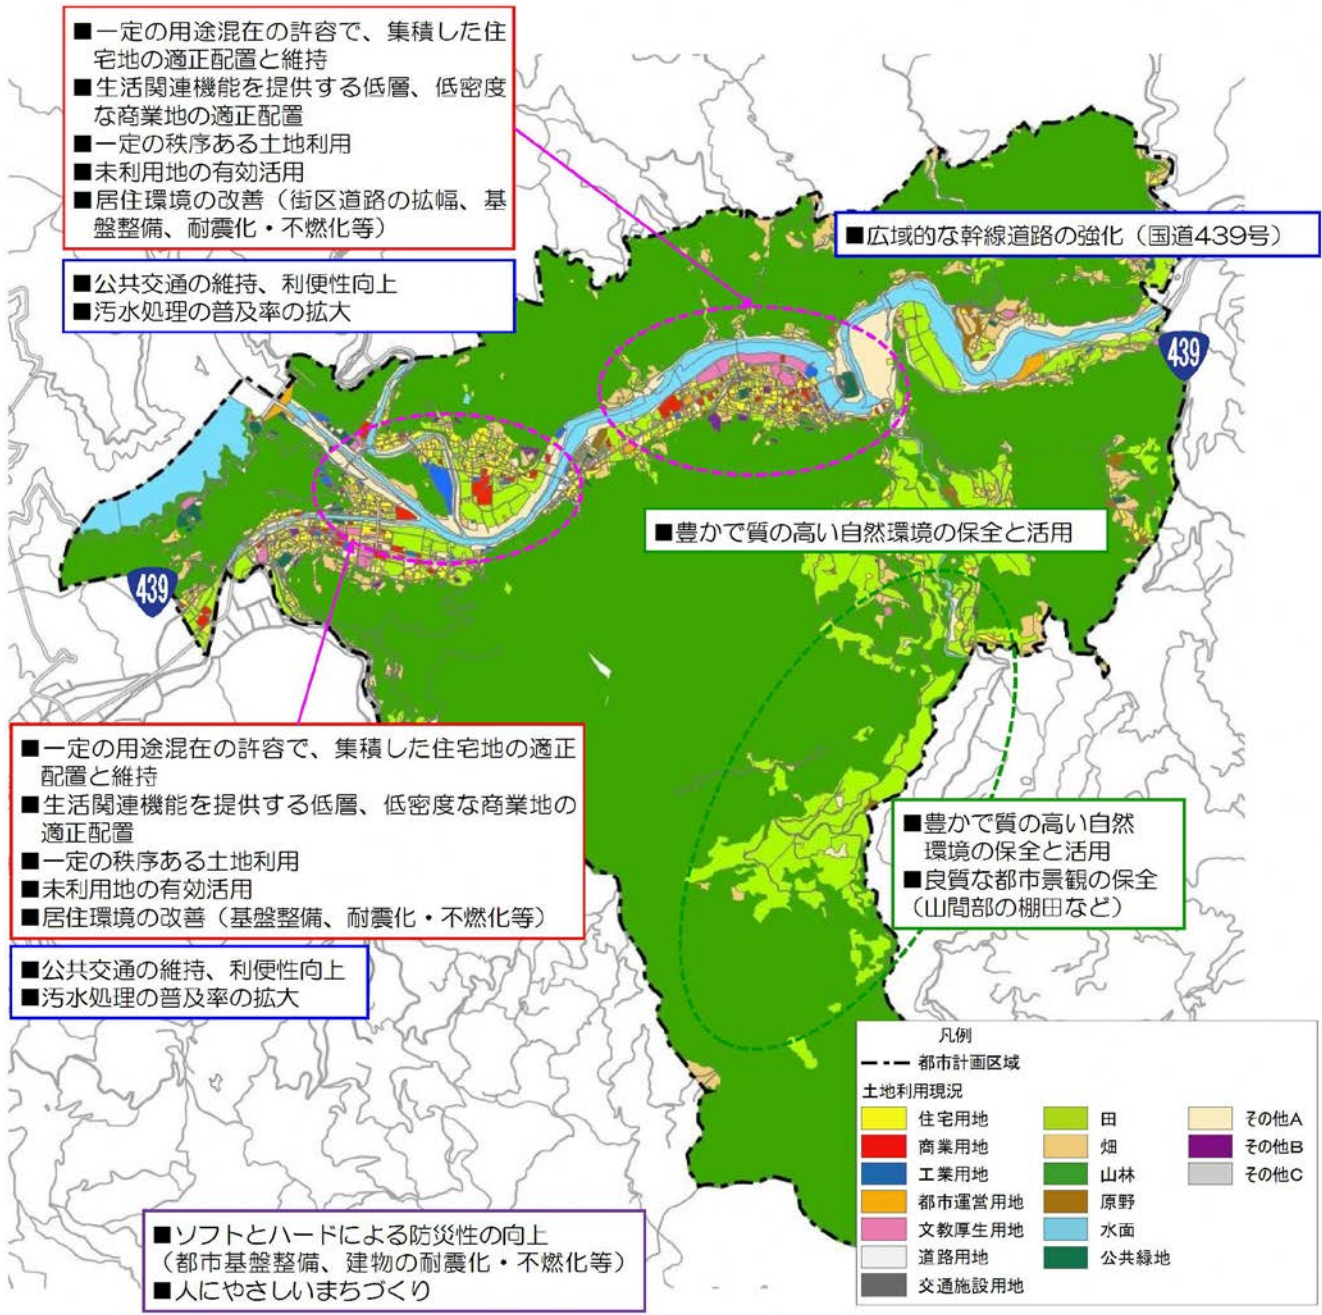 ■一定の用途混在の許容で、集積した住
宅地の適正配置と維持
■生活関連機能を提供する低層、低密度
な商業地の適正配置
■一定の秩序ある土地利用
■未利用地の有効活用
■居住環境の改善（街区道路の拡幅、基
盤整備、耐震化・不燃化等）
■公共交通の維持、利便性向上
■汚水処理の普及率の拡大
■広域的な幹線道路の強化（国道439号）
439
■豊かで質の高い自然環境の保全と活用
439
■一定の用途混在の許容で、集積した住宅地の適正
配置と維持
■生活関連機能を提供する低層、低密度な商業地の
適正配置
■一定の秩序ある土地利用
■未利用地の有効活用
■居住環境の改善（基盤整備、耐震化・不燃化等）
■公共交通の維持、利便性向上
■汚水処理の普及率の拡大
■豊かで質の高い自然
環境の保全と活用
■良質な都市景観の保全
（山間部の棚田など）
■ソフトとハードによる防災性の向上
（都市基盤整備、建物の耐震化・不燃化等）
■人にやさしいまちづくり
凡例
都市計画区域
土地利用現況
住宅用地
商業用地
工業用地
都市運営用地
文教厚生用地
道路用地
交通施設用地
田
畑
山林
原野
水面
公共緑地
その他A
その他B
その他C